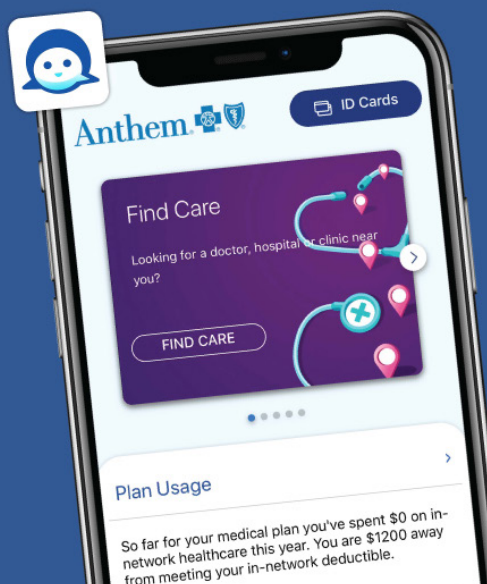 Anthem
ID Cards
Find Care
Looking for a doctor, hospital or clinic near
you?
FIND CARE
Plan Usage
So far for your medical plan you've spent $0 on in-
network healthcare this year. You are $1200 away
from meeting your in-network deductible.